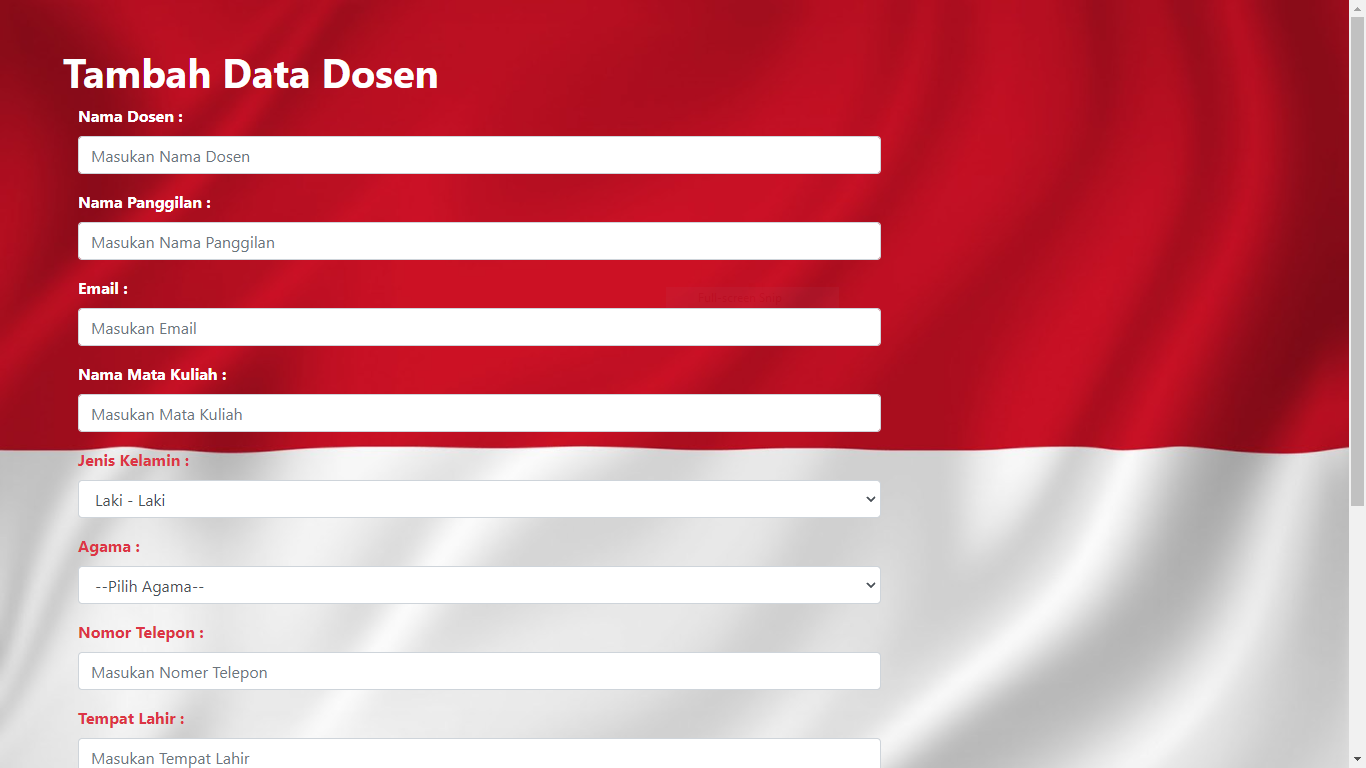 Tambah Data Dosen
Nama Dosen :
Masukan Nama Dosen
Nama Panggilan :
Masukan Nama Panggilan
Email :
Masukan Email
Nama Mata Kuliah :
Masukan Mata Kuliah
Jenis Kelamin :
Laki - Laki
Agama :
--Pilih Agama--
Nomor Telepon :
Masukan Nomer Telepon
Tempat Lahir :
Masukan Tempat Lahir